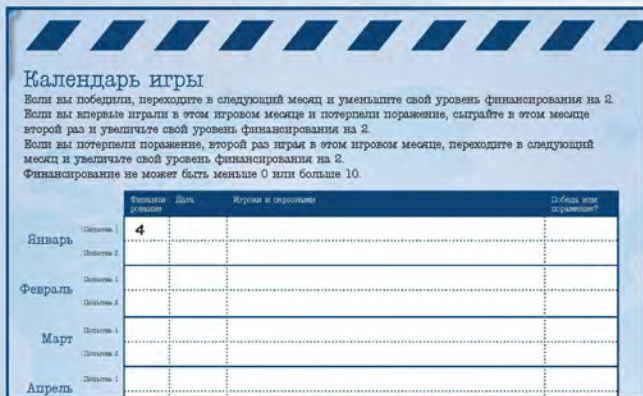 Календарь игры
Если вы победили, переходите в следующий месяц и уменьшите свой уровень финансирования на 2.
Если вы впервые играли в этом игровом месяце и потерпели поражение, сыграйте в этом месяце
второй раз и увеличьте свой уровень финансирования на 2.
Если вы потерпели поражение, второй раз играя в этом игровом месяце, переходите в следующий
месяц и увеличьте свой уровень финансирования на 2.
Финансирование не может быть меньше 0 или больше 10.
Финанси-
рование
Дата
Игроки и персонажи
Победа или
поражение?
Январь
Попытка 1
4
Попытка 2
Февраль
Попытка 1
Попытка 2
Март
Попытка 1
Попытка 2
Апрель
Попытка 1